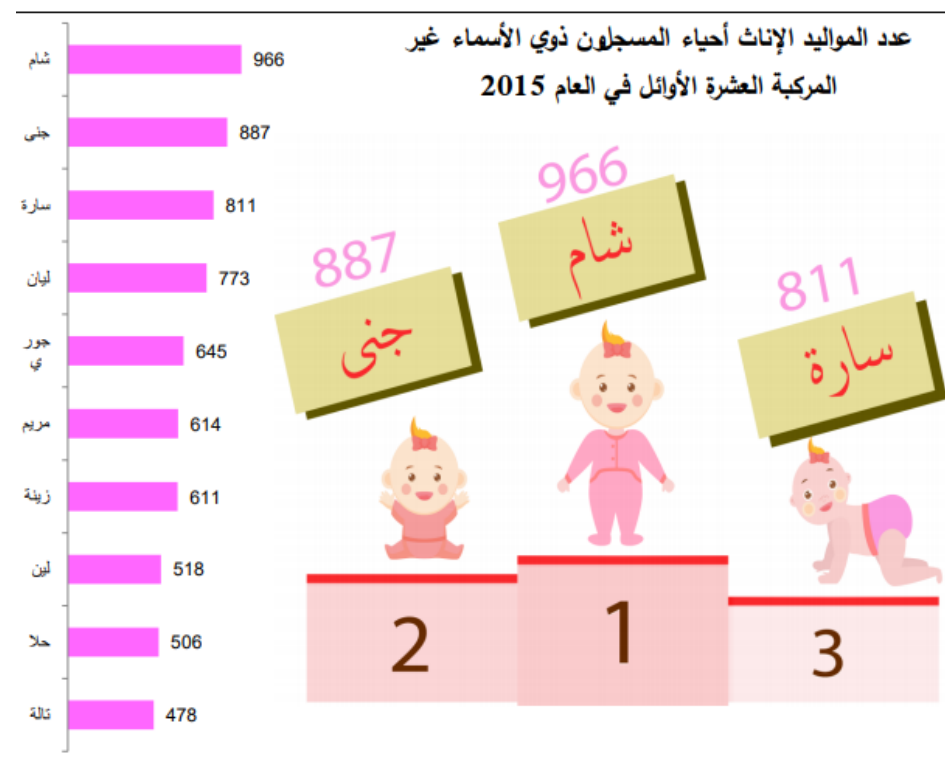 عدد المواليد الإناث أحياء المسجلون ذوي الأسماء غير
المركبة العشرة الأوائل في العام 2015
شام 966
جنى 887
سارة 811
ليان 773
جور
ي 645
مريم 614
زينة 611
لين 518
حلا 506
تالة 478
966
شام
887
جنى
811
سارة
2
1
3